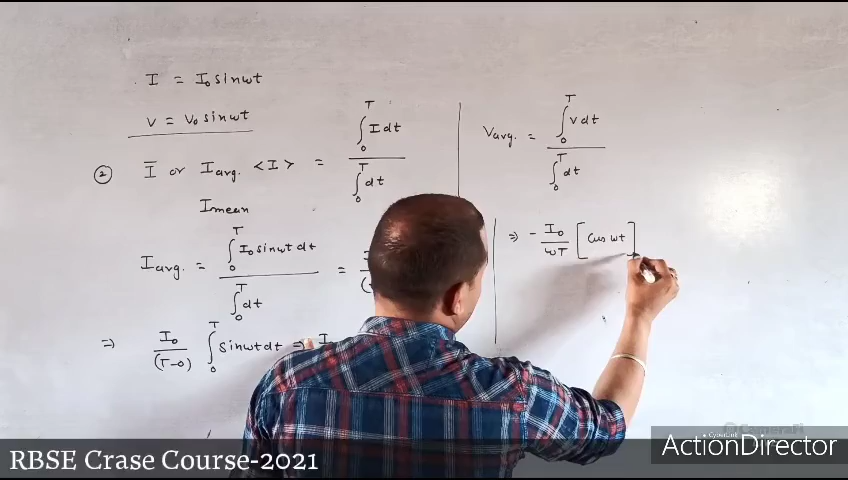 I = I₀ sinωt
V = V₀ sinωt
② Ī or Iavg. <I> = ∫₀ᵀ I dt / ∫₀ᵀ dt
Imean
Iavg. = ∫₀ᵀ I₀ sinωt dt / ∫₀ᵀ dt =
⇒ I₀ / (T-0) ∫₀ᵀ sinωt dt ⇒ I
Vavg. = ∫₀ᵀ V dt / ∫₀ᵀ dt
⇒ - I₀ / ωT [cos ωt]
RBSE Crase Course-2021
CyberLink
ActionDirector